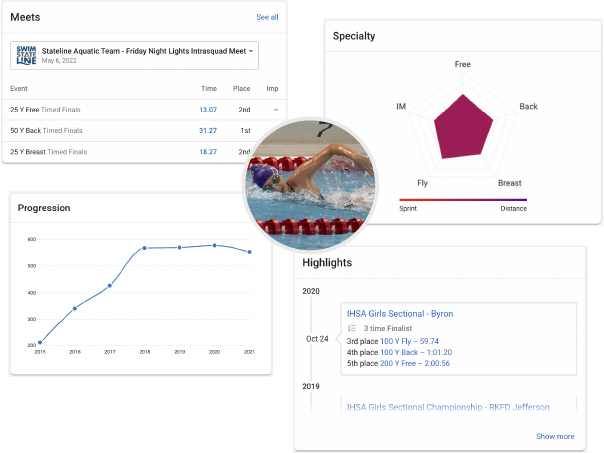 Meets
See all
SWIM STATE LINE
Stateline Aquatic Team - Friday Night Lights Intrasquad Meet
May 6, 2022
Event Time Place Imp
25 Y Free Timed Finals 13.07 2nd –
50 Y Back Timed Finals 31.27 1st
25 Y Breast Timed Finals 18.27 2nd
Specialty
Free
IM Back
Fly Breast
Sprint Distance
Progression
600
500
400
300
200
2015 2016 2017 2018 2019 2020 2021
Highlights
2020
IHSA Girls Sectional - Byron
3 time Finalist
Oct 24
3rd place 100 Y Fly – 59.74
4th place 100 Y Back – 1:01.20
5th place 200 Y Free – 2:00.56
2019
IHSA Girls Sectional Championship - RKFD Jefferson
Show more